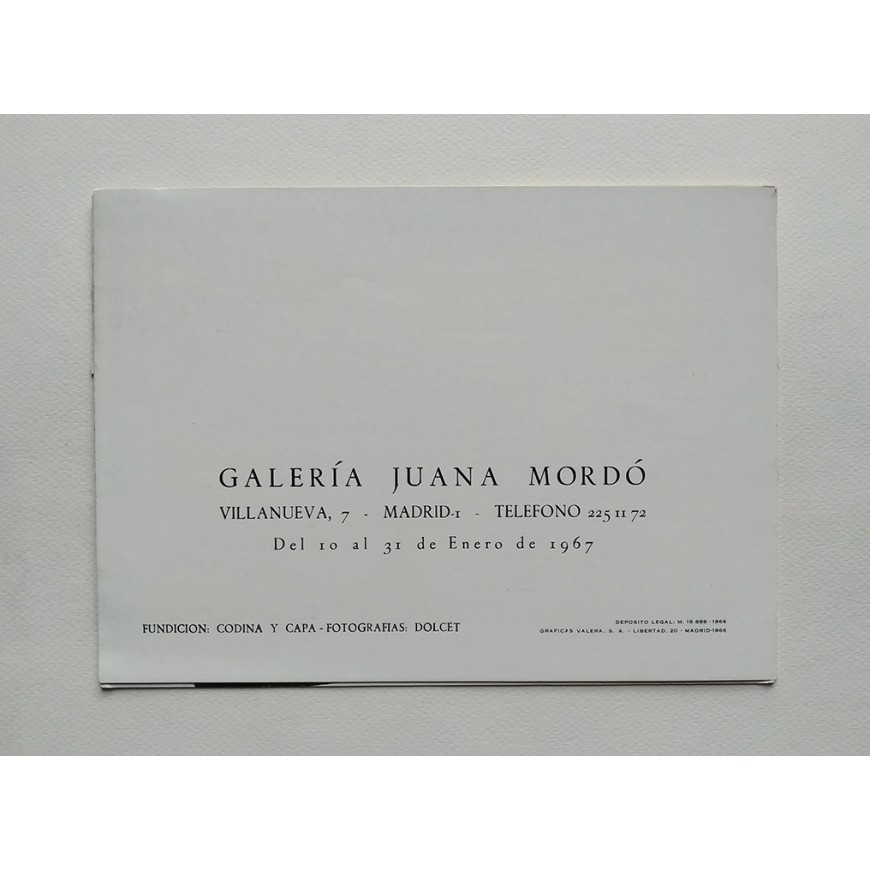 GALERÍA JUANA MORDÓ
VILLANUEVA, 7 - MADRID-1 - TELEFONO 225 11 72
Del 10 al 31 de Enero de 1967
FUNDICION: CODINA Y CAPA - FOTOGRAFIAS: DOLCET
DEPOSITO LEGAL: M. 18.888 - 1966
GRAFICAS VALERA, S. A. - LIBERTAD, 20 - MADRID-1966